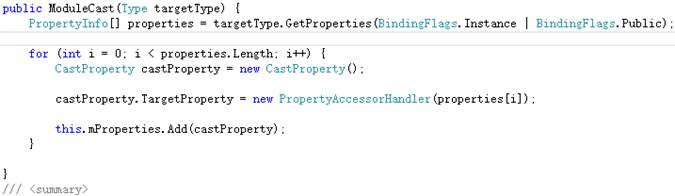 public ModuleCast(Type targetType) {
PropertyInfo[] properties = targetType.GetProperties(BindingFlags.Instance | BindingFlags.Public);
for (int i = 0; i < properties.Length; i++) {
CastProperty castProperty = new CastProperty();
castProperty.TargetProperty = new PropertyAccessorHandler(properties[i]);
this.mProperties.Add(castProperty);
}
}
/// <summary>